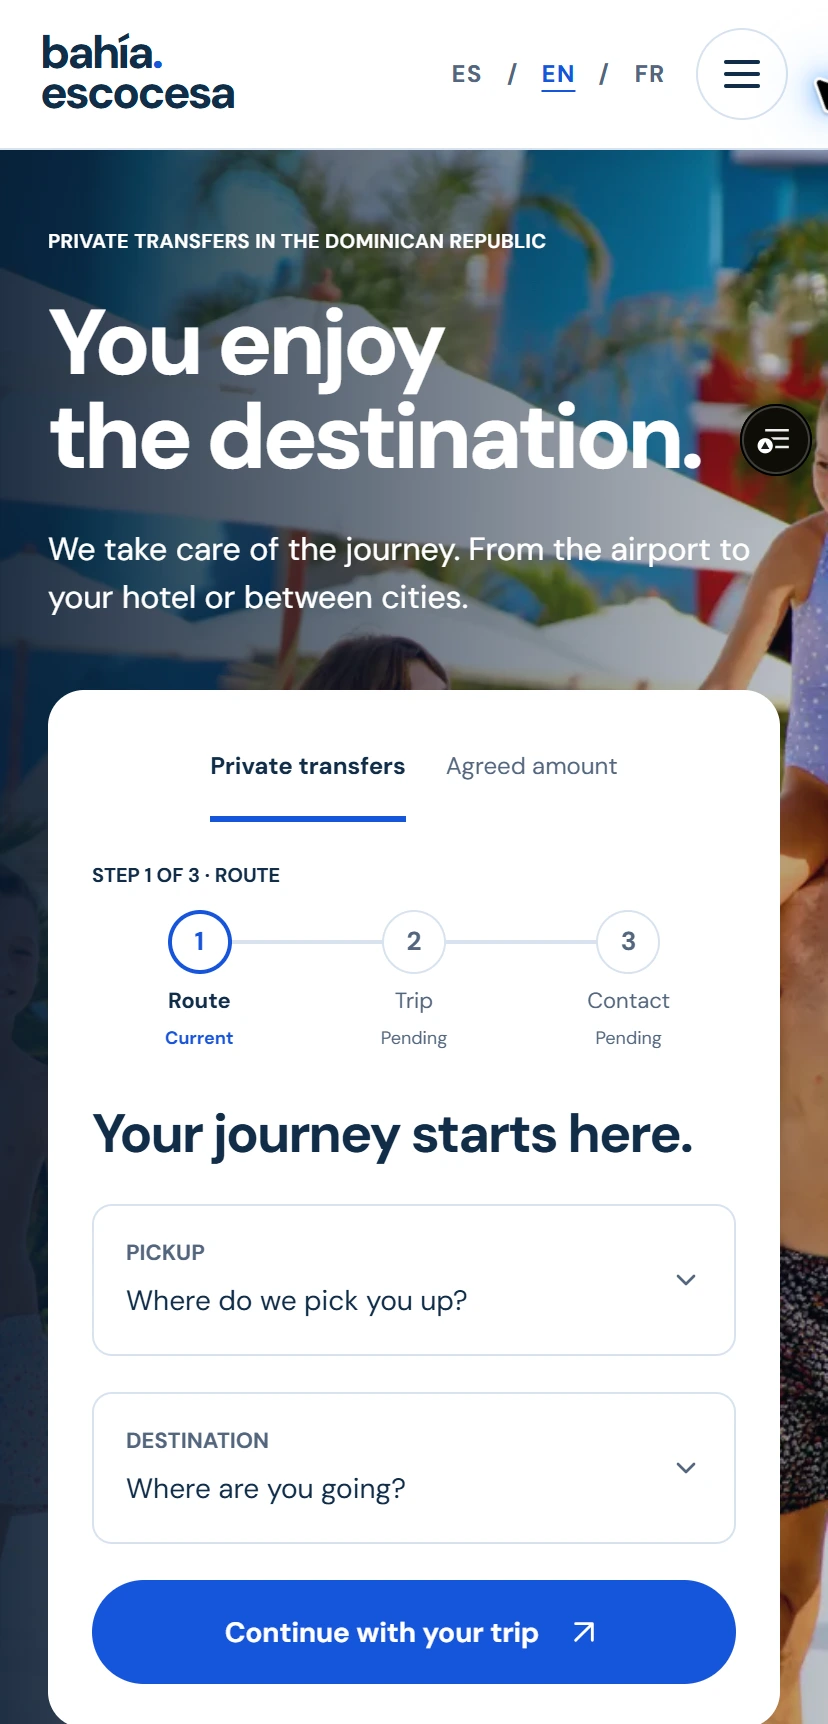 bahía.
escocesa
ES / EN / FR
PRIVATE TRANSFERS IN THE DOMINICAN REPUBLIC
You enjoy
the destination.
We take care of the journey. From the airport to
your hotel or between cities.
Private transfers
Agreed amount
STEP 1 OF 3 · ROUTE
1
2
3
Route
Trip
Contact
Current
Pending
Pending
Your journey starts here.
PICKUP
Where do we pick you up?
DESTINATION
Where are you going?
Continue with your trip